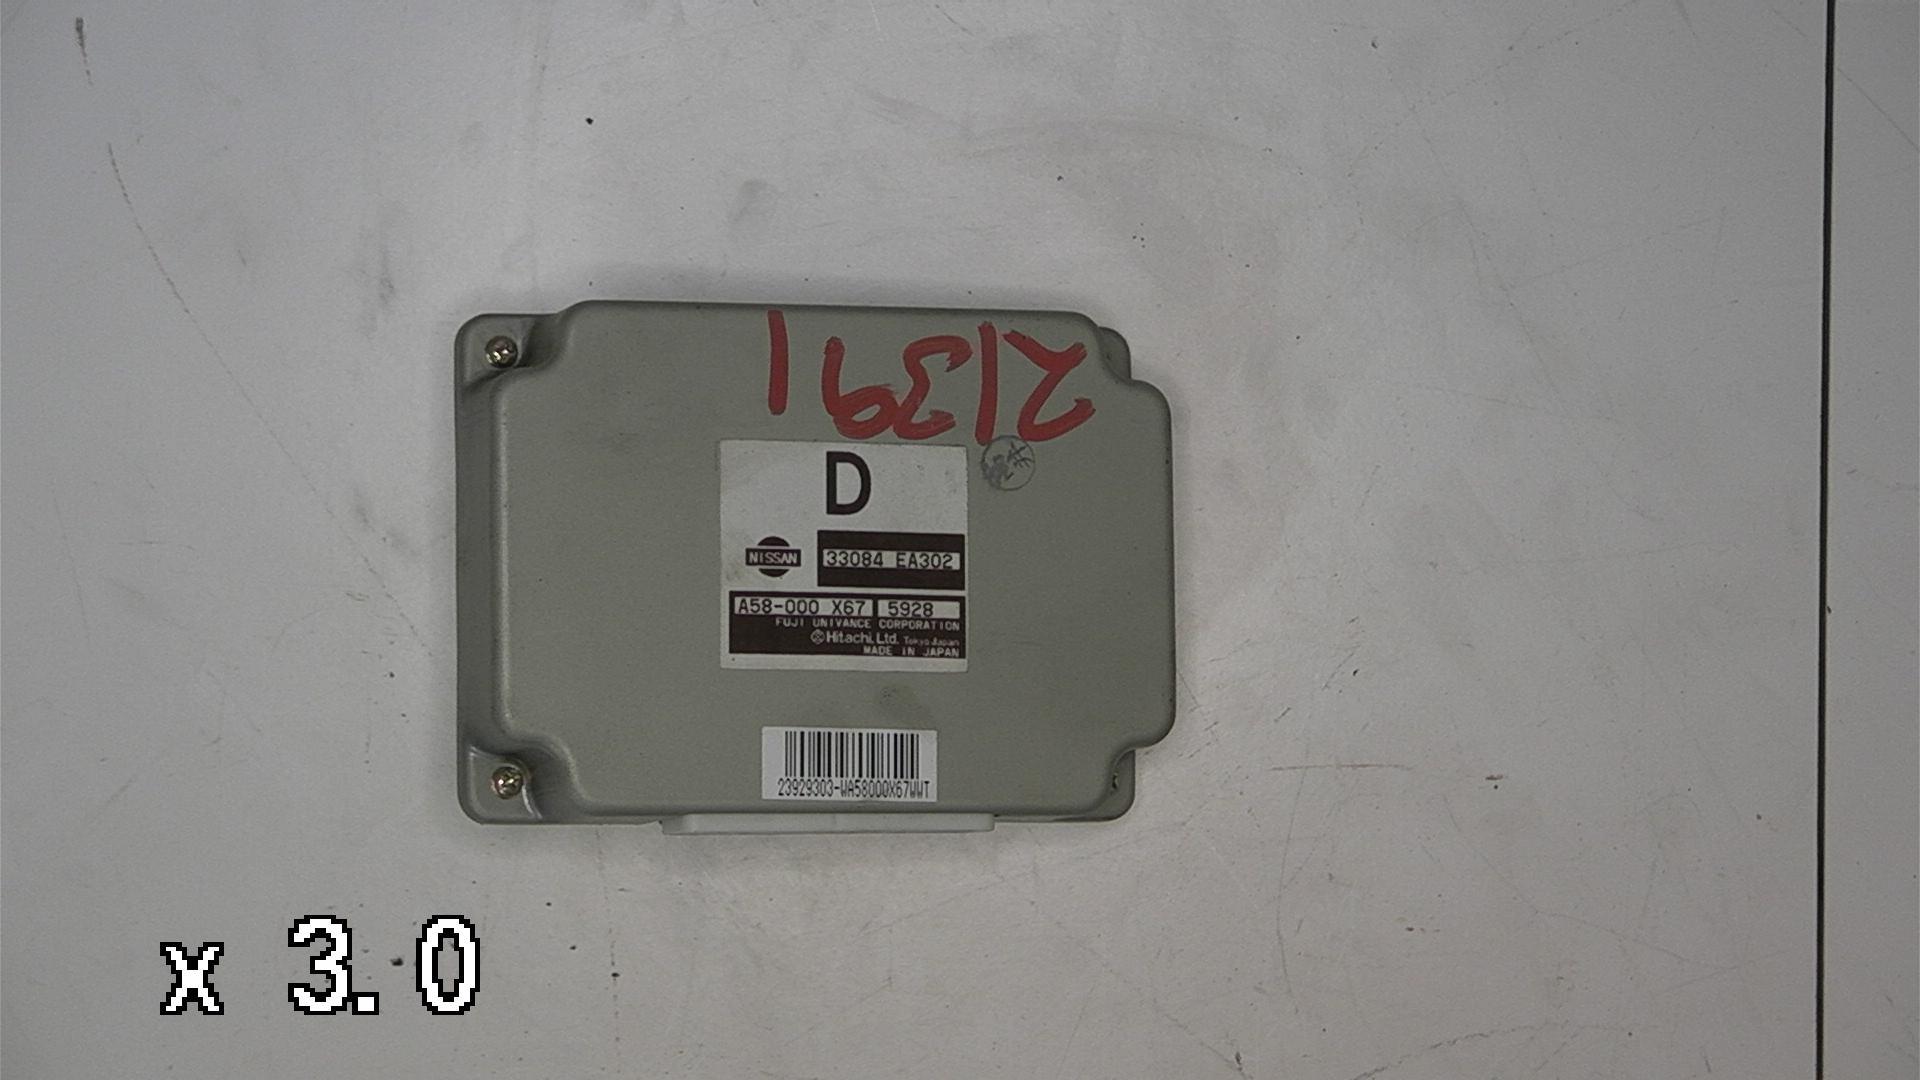 21391
D
NISSAN
33084 EA302
A58-000 X67 5928
FUJI UNIVANCE CORPORATION
Hitachi, Ltd. Tokyo Japan
MADE IN JAPAN
23929303-WA58000X67WWT
x 3.0